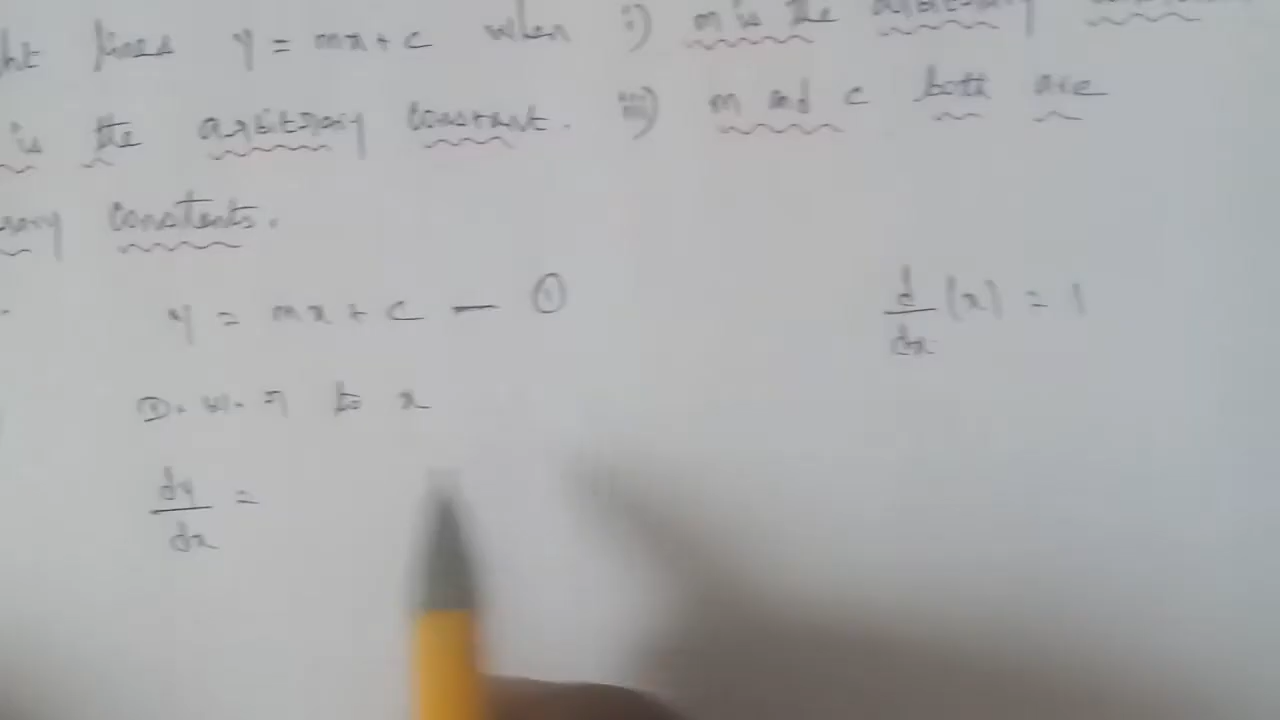 lines y = mx + c when i) m is the arbitrary
is the arbitrary constant. iii) m and c both are
constants.
y = mx + c — ①
d/dx (x) = 1
D. w. r to x
dy/dx =